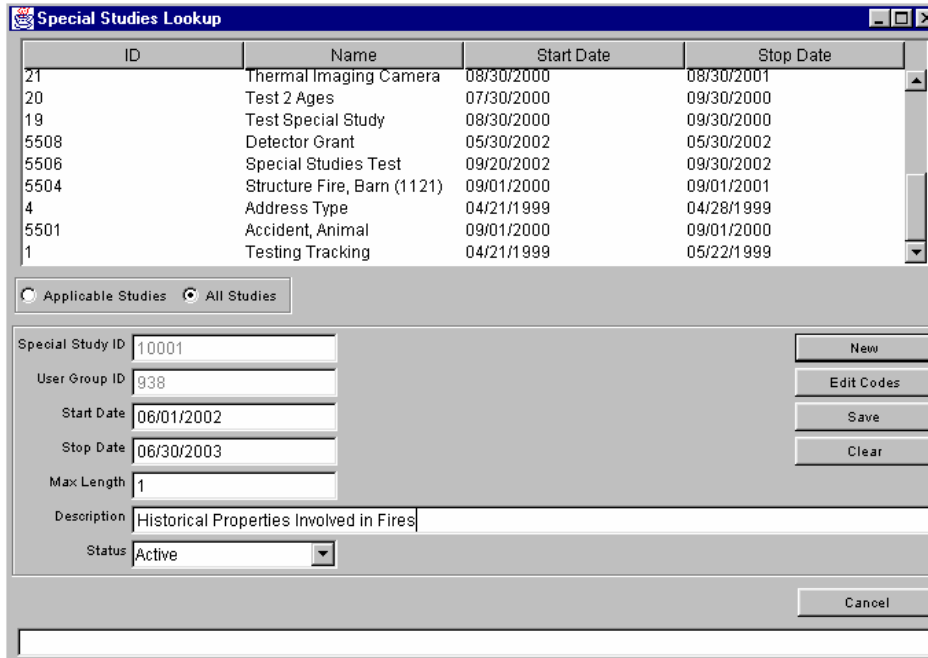 Special Studies Lookup
ID Name Start Date Stop Date
21 Thermal Imaging Camera 08/30/2000 08/30/2001
20 Test 2 Ages 07/30/2000 09/30/2000
19 Test Special Study 08/30/2000 09/30/2000
5508 Detector Grant 05/30/2002 05/30/2002
5506 Special Studies Test 09/20/2002 09/30/2002
5504 Structure Fire, Barn (1121) 09/01/2000 09/01/2001
4 Address Type 04/21/1999 04/28/1999
5501 Accident, Animal 09/01/2000 09/01/2000
1 Testing Tracking 04/21/1999 05/22/1999
Applicable Studies All Studies
Special Study ID 10001 New
User Group ID 938 Edit Codes
Start Date 06/01/2002 Save
Stop Date 06/30/2003 Clear
Max Length 1
Description Historical Properties Involved in Fires
Status Active
Cancel